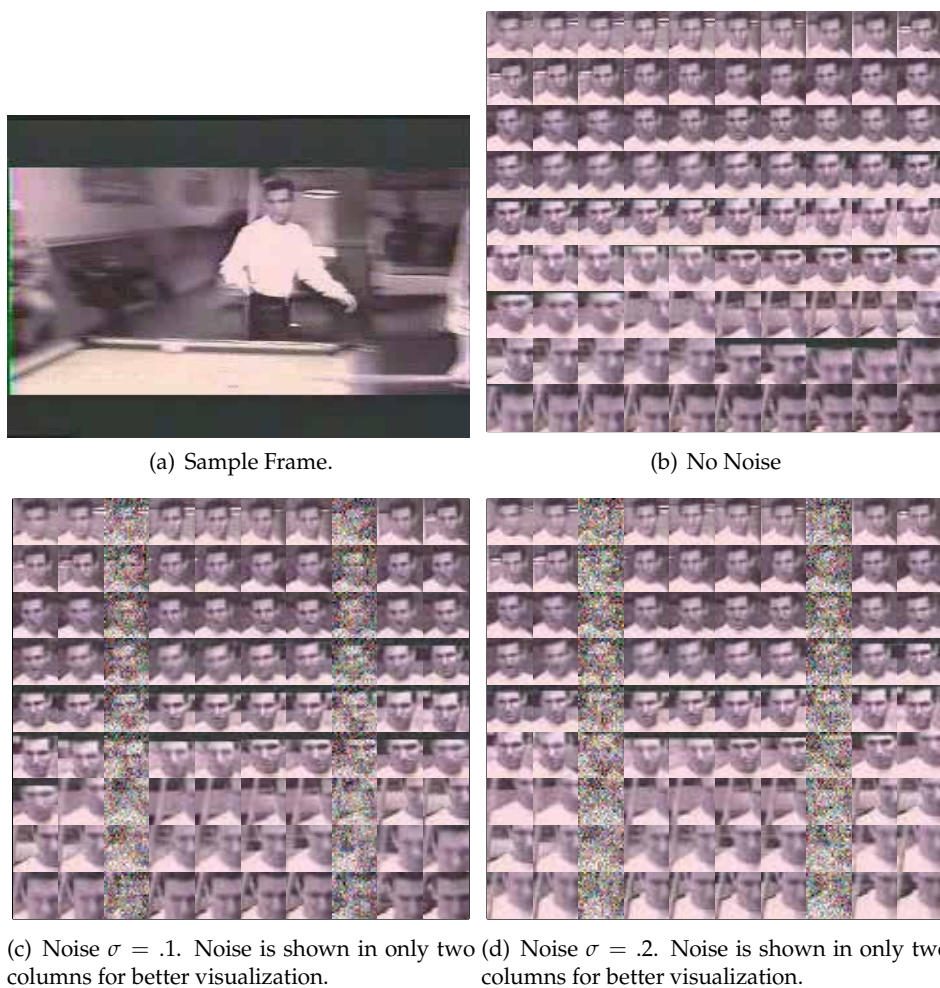 (a) Sample Frame.
(b) No Noise
(c) Noise σ = .1. Noise is shown in only two
columns for better visualization.
(d) Noise σ = .2. Noise is shown in only two
columns for better visualization.